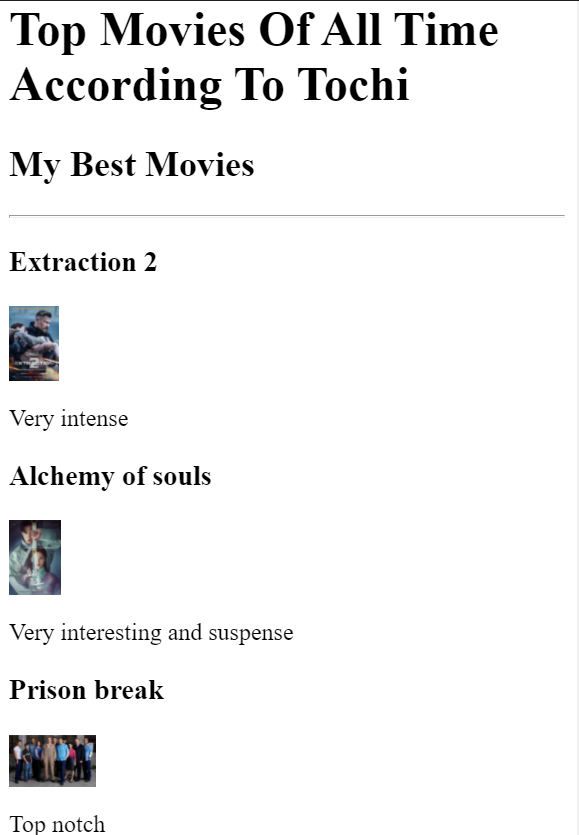 Top Movies Of All Time
According To Tochi
My Best Movies
Extraction 2
Very intense
Alchemy of souls
Very interesting and suspense
Prison break
Top notch